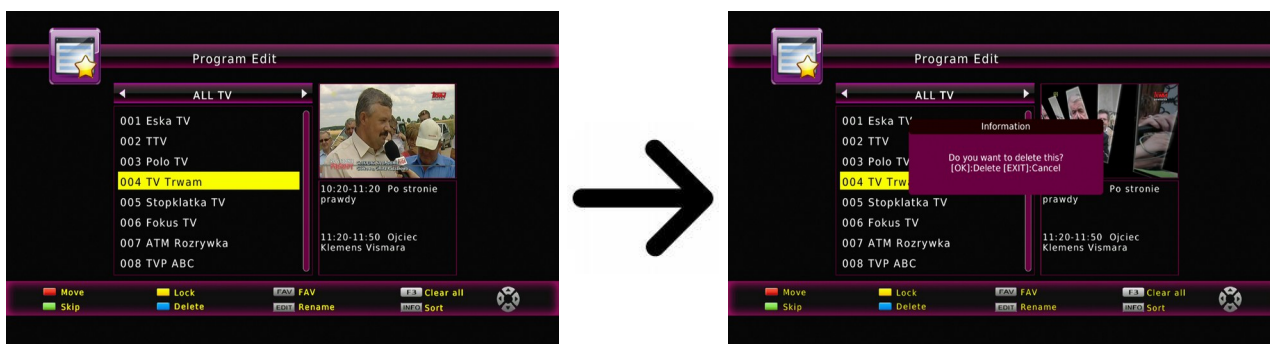 Program Edit
ALL TV
001 Eska TV
002 TTV
003 Polo TV
004 TV Trwam
005 Stopklatka TV
006 Fokus TV
007 ATM Rozrywka
008 TVP ABC
10:20-11:20 Po stronie
prawdy
11:20-11:50 Ojciec
Klemens Vismara
Move
Lock
FAV FAV
F3 Clear all
Skip
Delete
EDIT Rename
INFO Sort
Program Edit
ALL TV
001 Eska TV
002 TTV
003 Polo TV
004 TV Trwa
005 Stopklatka TV
006 Fokus TV
007 ATM Rozrywka
008 TVP ABC
Information
Do you want to delete this?
[OK]:Delete [EXIT]:Cancel
Po stronie
prawdy
11:20-11:50 Ojciec
Klemens Vismara
Move
Lock
FAV FAV
F3 Clear all
Skip
Delete
EDIT Rename
INFO Sort